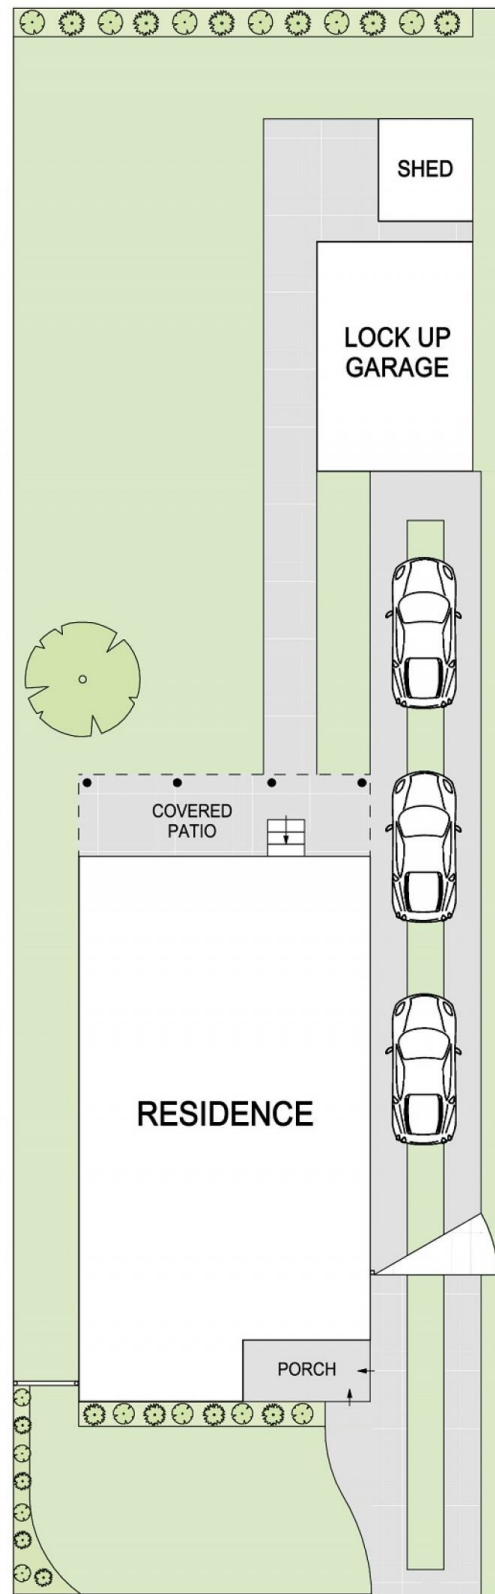 SHED
LOCK UP
GARAGE
COVERED
PATIO
RESIDENCE
PORCH